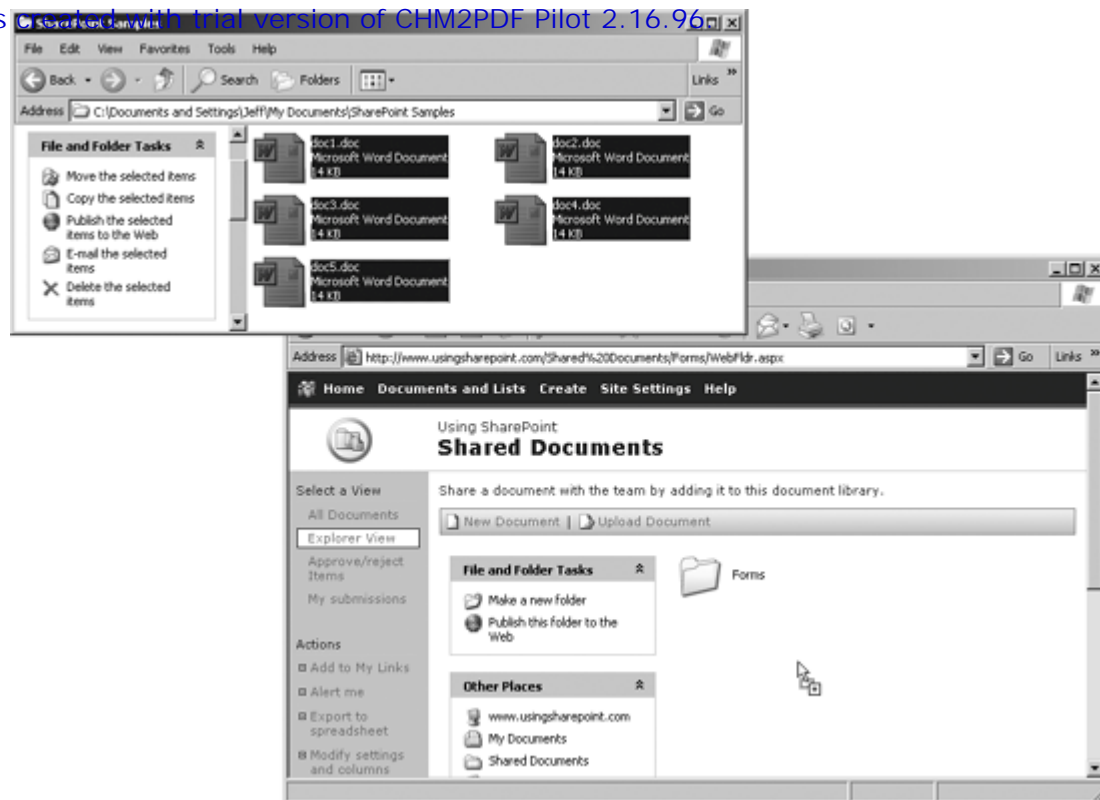 s created with trial version of CHM2PDF Pilot 2.16.96.
SharePoint Samples
File Edit View Favorites Tools Help
Back Search Folders Links
Address C:\Documents and Settings\Jeff\My Documents\SharePoint Samples Go
File and Folder Tasks
Move the selected items
Copy the selected items
Publish the selected
items to the Web
E-mail the selected
items
Delete the selected
items
doc1.doc
Microsoft Word Document
14 KB
doc2.doc
Microsoft Word Document
14 KB
doc3.doc
Microsoft Word Document
14 KB
doc4.doc
Microsoft Word Document
14 KB
doc5.doc
Microsoft Word Document
14 KB
Address http://www.usingsharepoint.com/Shared%20Documents/Forms/WebFldr.aspx Go Links
Home Documents and Lists Create Site Settings Help
Using SharePoint
Shared Documents
Select a View
All Documents
Explorer View
Approve/reject
Items
My submissions
Actions
Add to My Links
Alert me
Export to
spreadsheet
Modify settings
and columns
Share a document with the team by adding it to this document library.
New Document | Upload Document
File and Folder Tasks
Make a new folder
Publish this folder to the
Web
Other Places
www.usingsharepoint.com
My Documents
Shared Documents
Forms